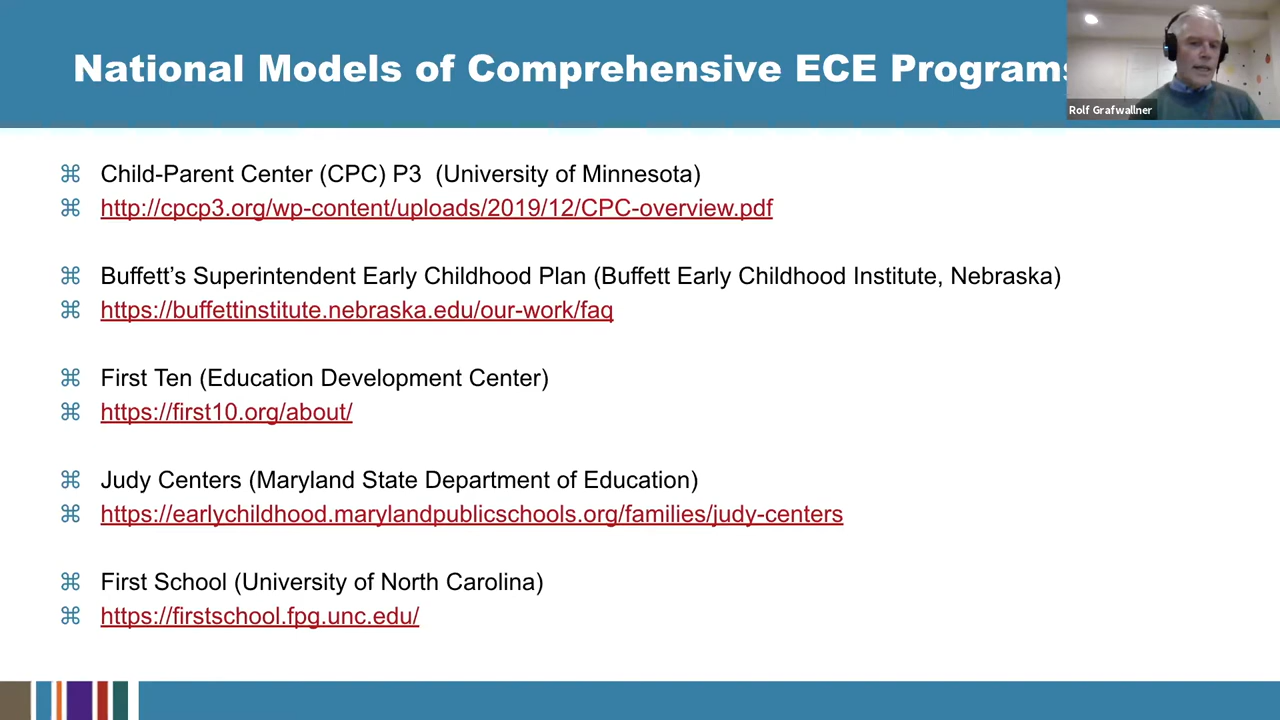 National Models of Comprehensive ECE Programs
Rolf Grafwallner
⌘ Child-Parent Center (CPC) P3 (University of Minnesota)
⌘ http://cpcp3.org/wp-content/uploads/2019/12/CPC-overview.pdf
⌘ Buffett’s Superintendent Early Childhood Plan (Buffett Early Childhood Institute, Nebraska)
⌘ https://buffettinstitute.nebraska.edu/our-work/faq
⌘ First Ten (Education Development Center)
⌘ https://first10.org/about/
⌘ Judy Centers (Maryland State Department of Education)
⌘ https://earlychildhood.marylandpublicschools.org/families/judy-centers
⌘ First School (University of North Carolina)
⌘ https://firstschool.fpg.unc.edu/